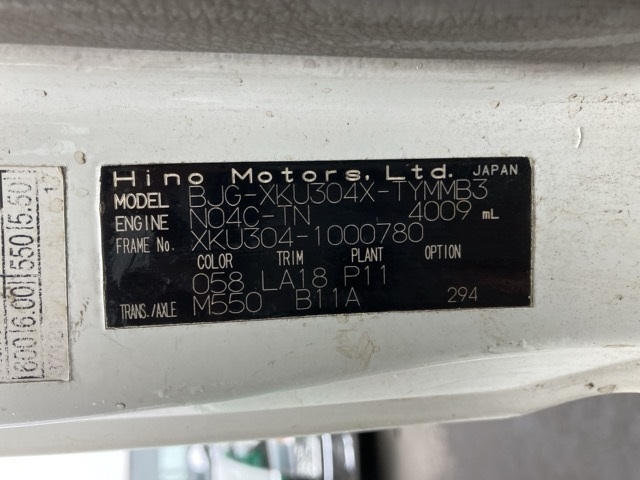 Hino Motors, Ltd. JAPAN
MODEL BJG-XKU304X-TYMMB3
ENGINE N04C-TN 4009 mL
FRAME No. XKU304-1000780
COLOR TRIM PLANT OPTION
058 LA18 P11
TRANS./AXLE M550 B11A 294